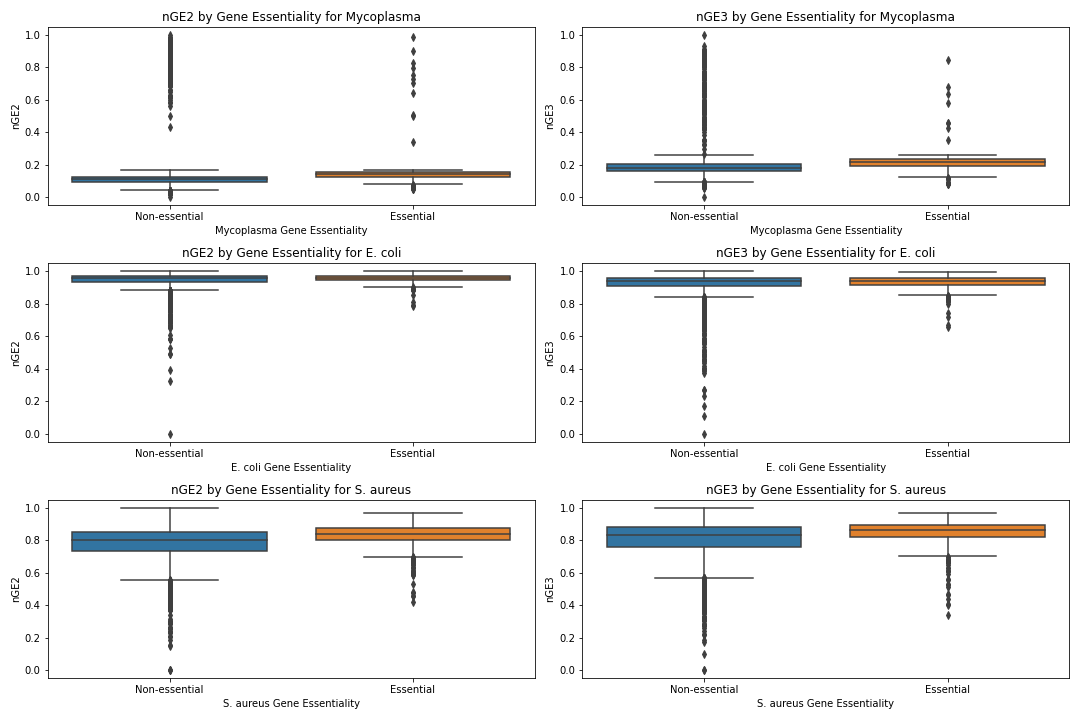 nGE2 by Gene Essentiality for Mycoplasma
nGE2
1.0
0.8
0.6
0.4
0.2
0.0
Non-essential
Essential
Mycoplasma Gene Essentiality
nGE3 by Gene Essentiality for Mycoplasma
nGE3
1.0
0.8
0.6
0.4
0.2
0.0
Non-essential
Essential
Mycoplasma Gene Essentiality
nGE2 by Gene Essentiality for E. coli
nGE2
1.0
0.8
0.6
0.4
0.2
0.0
Non-essential
Essential
E. coli Gene Essentiality
nGE3 by Gene Essentiality for E. coli
nGE3
1.0
0.8
0.6
0.4
0.2
0.0
Non-essential
Essential
E. coli Gene Essentiality
nGE2 by Gene Essentiality for S. aureus
nGE2
1.0
0.8
0.6
0.4
0.2
0.0
Non-essential
Essential
S. aureus Gene Essentiality
nGE3 by Gene Essentiality for S. aureus
nGE3
1.0
0.8
0.6
0.4
0.2
0.0
Non-essential
Essential
S. aureus Gene Essentiality